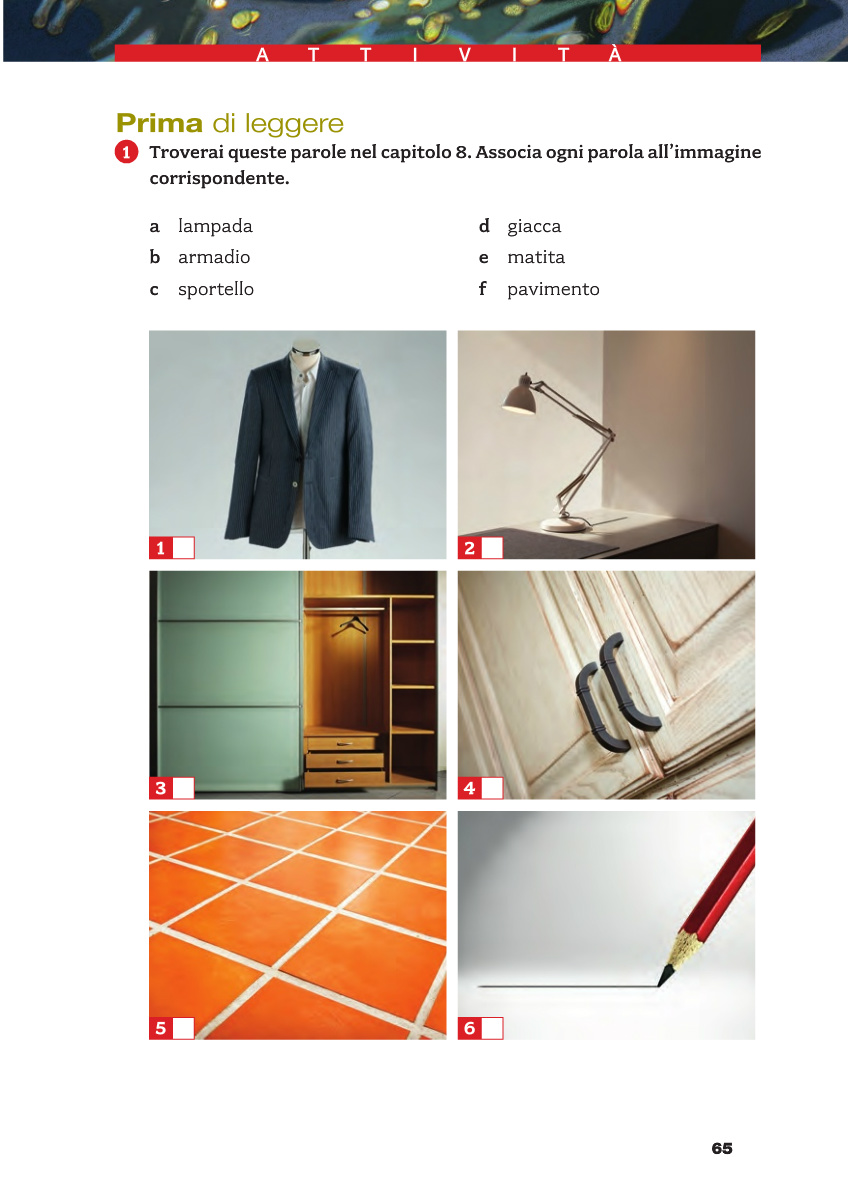 ATTIVITÀ
Prima di leggere
1 Troverai queste parole nel capitolo 8. Associa ogni parola all'immagine
corrispondente.
a lampada
b armadio
c sportello
d giacca
e matita
f pavimento
1
2
3
4
5
6
65